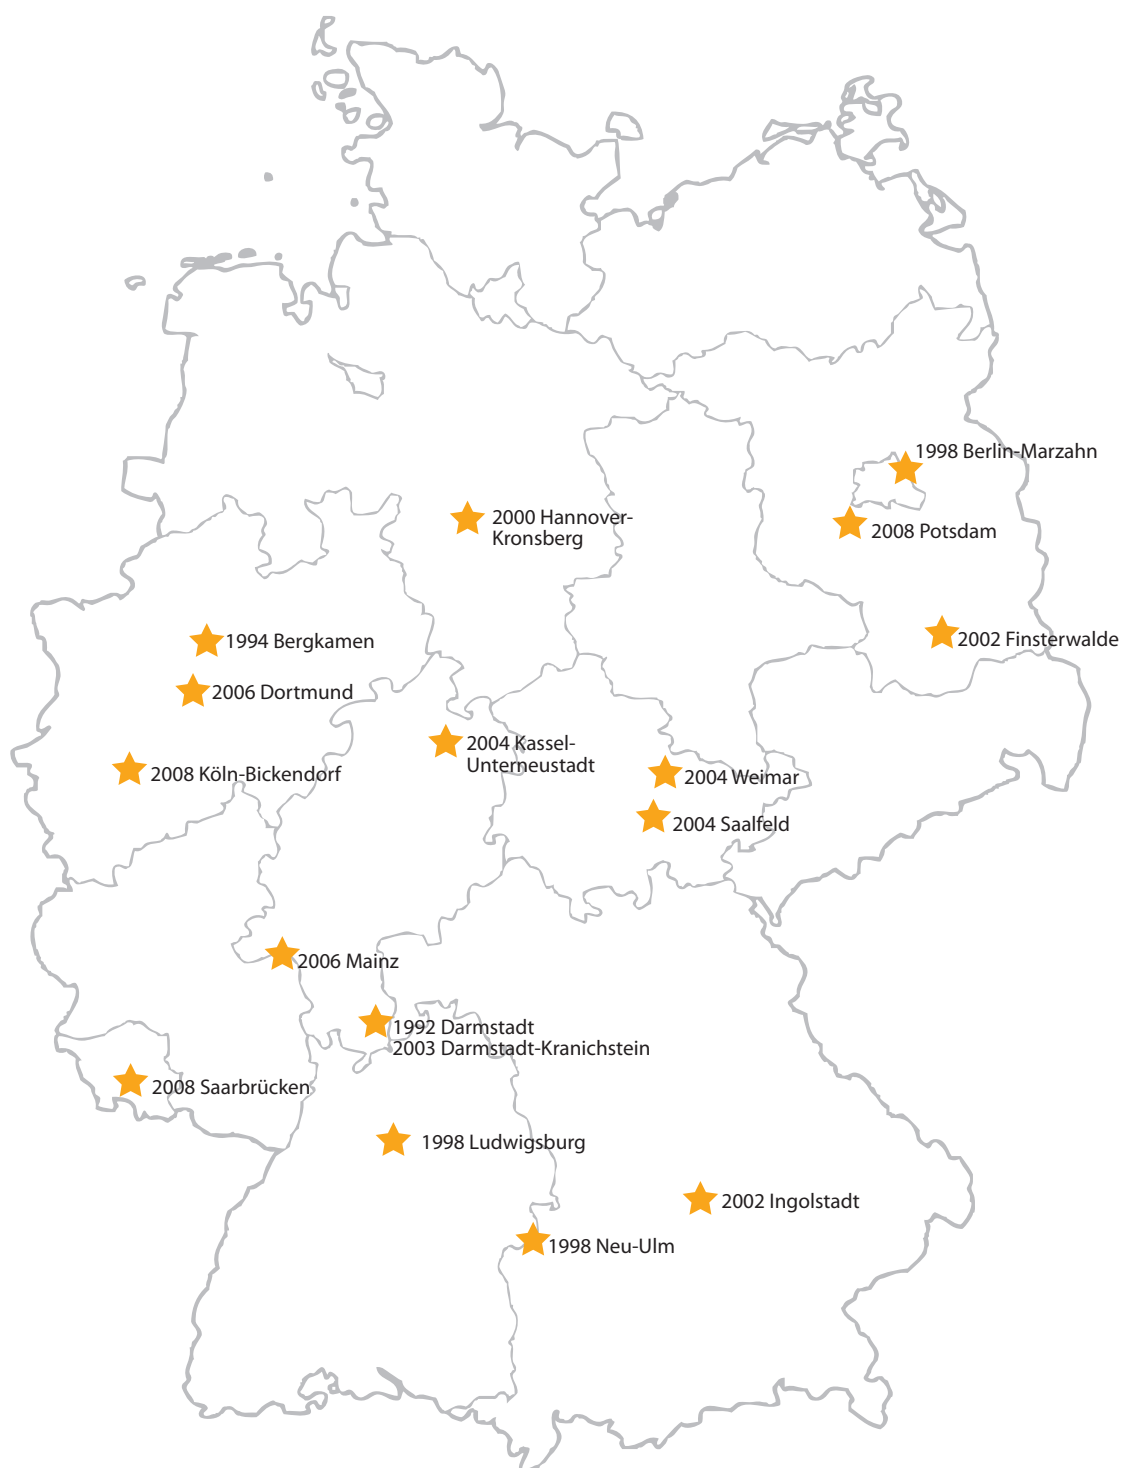 1998 Berlin-Marzahn
2000 Hannover-
Kronsberg
2008 Potsdam
1994 Bergkamen
2002 Finsterwalde
2006 Dortmund
2004 Kassel-
Unterneustadt
2008 Köln-Bickendorf
2004 Weimar
2004 Saalfeld
2006 Mainz
1992 Darmstadt
2003 Darmstadt-Kranichstein
2008 Saarbrücken
1998 Ludwigsburg
2002 Ingolstadt
1998 Neu-Ulm